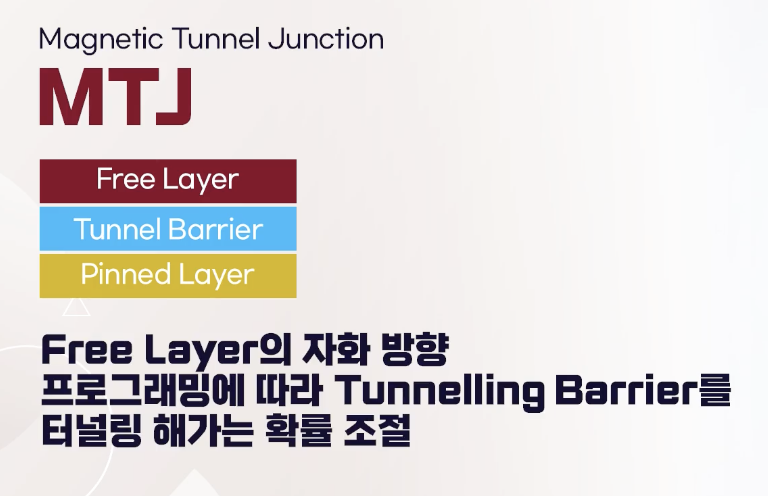 Magnetic Tunnel Junction
MTJ
Free Layer
Tunnel Barrier
Pinned Layer
Free Layer의 자화 방향
프로그래밍에 따라 Tunnelling Barrier를
터널링 해가는 확률 조절